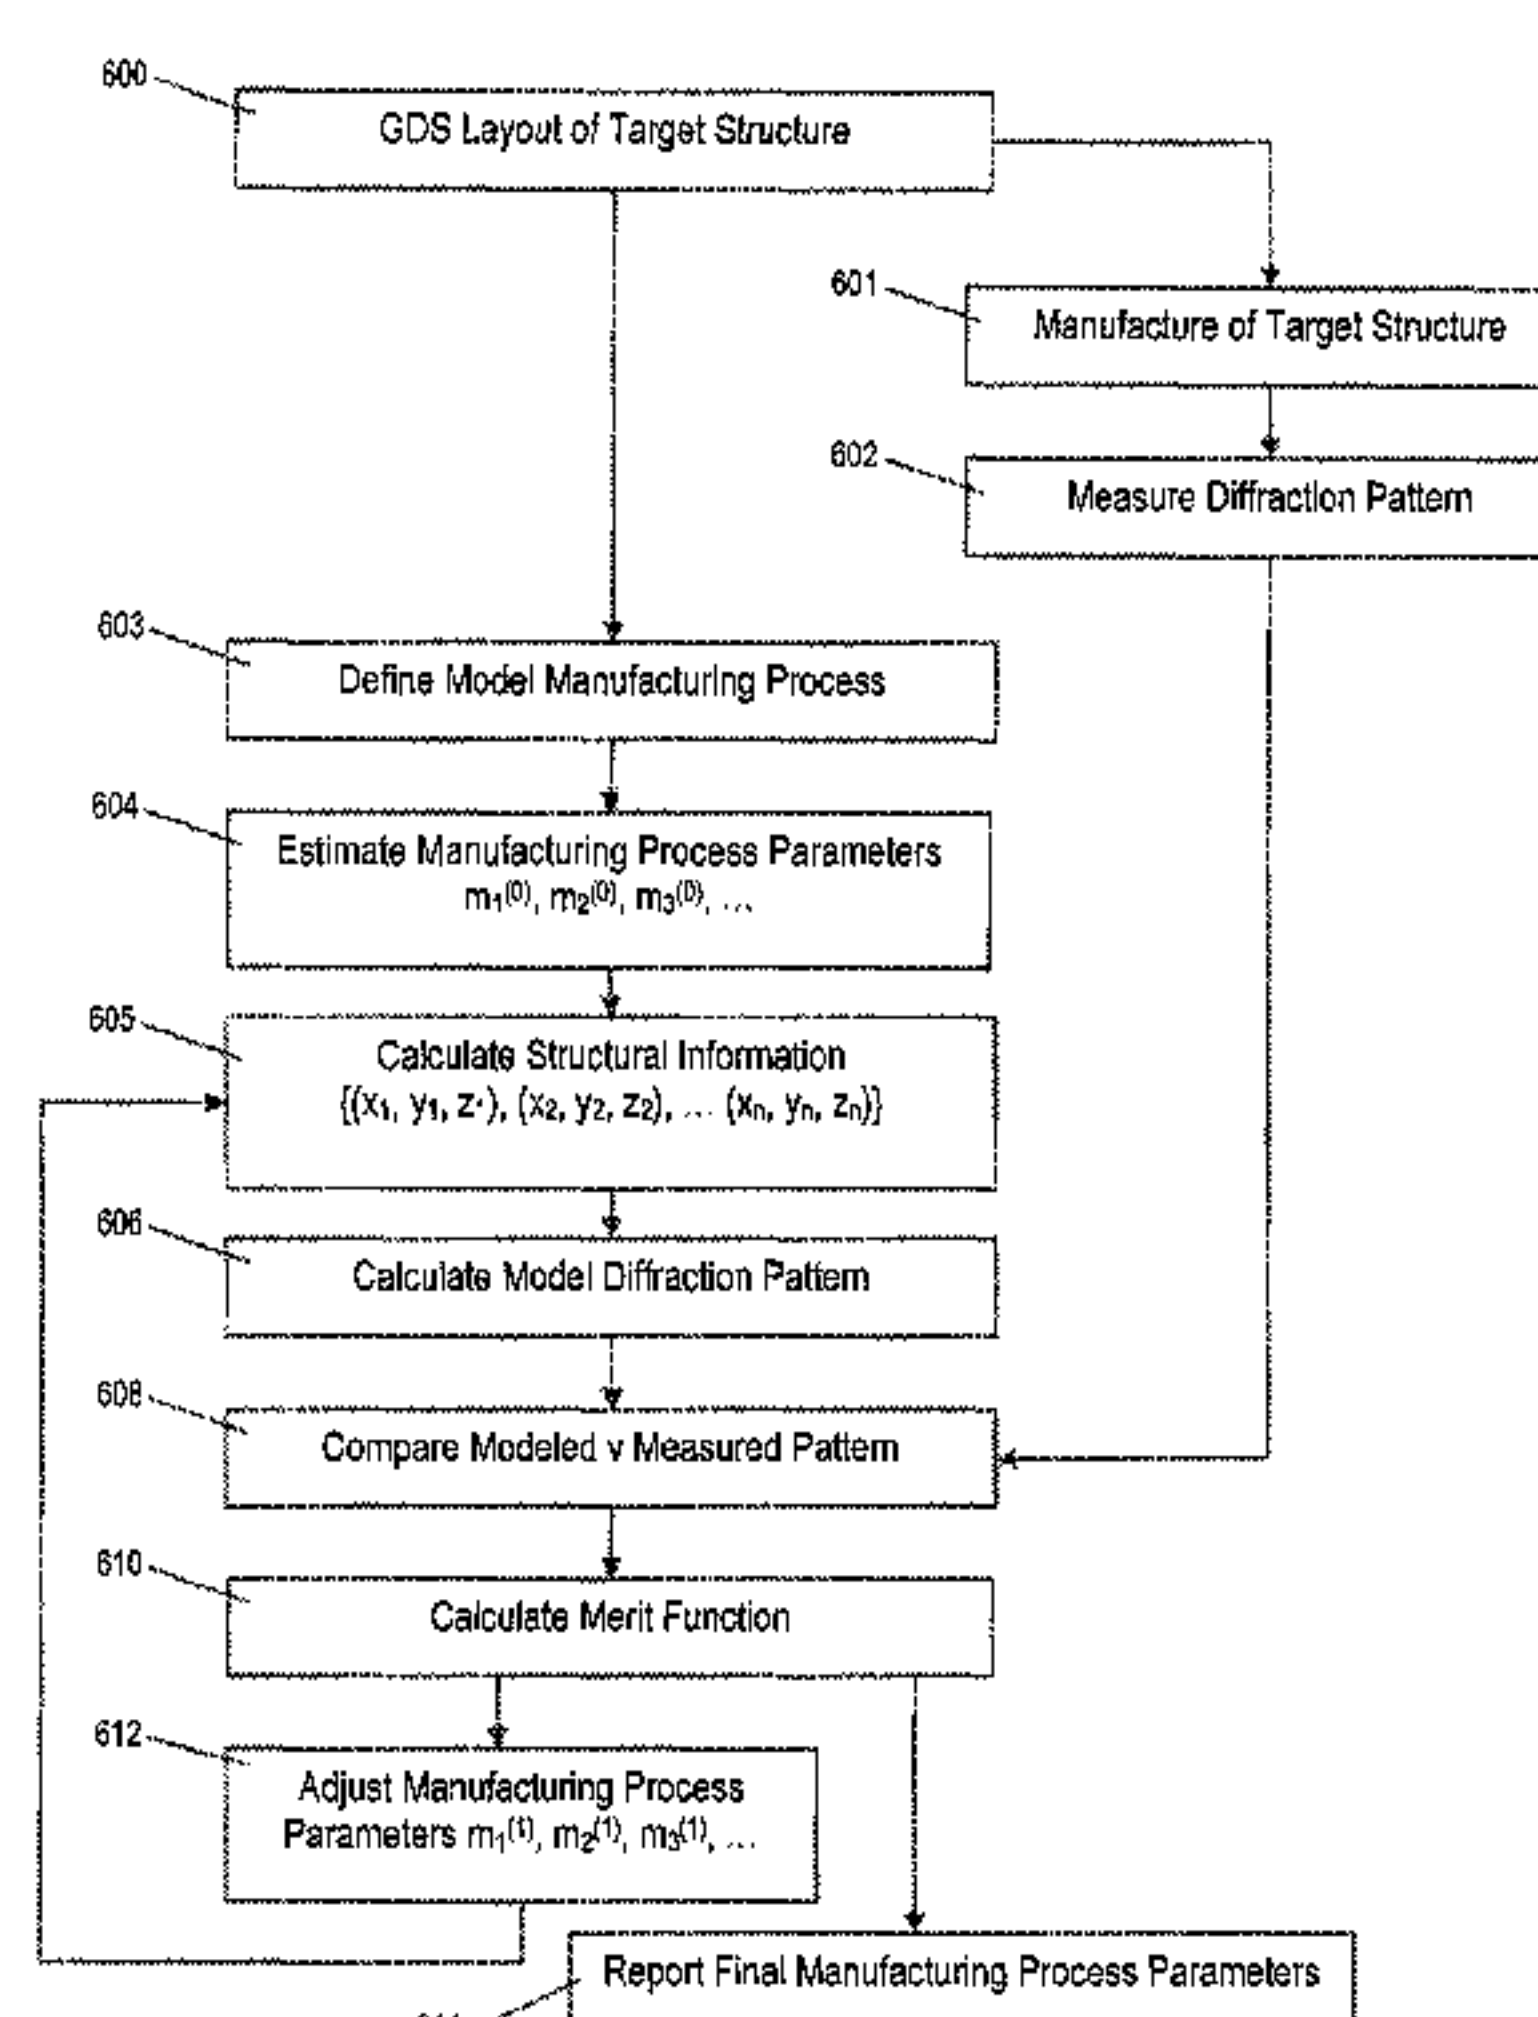 600
GDS Layout of Target Structure
601
Manufacture of Target Structure
602
Measure Diffraction Pattern
603
Define Model Manufacturing Process
604
Estimate Manufacturing Process Parameters
m₁⁽⁰⁾, m₂⁽⁰⁾, m₃⁽⁰⁾, ...
605
Calculate Structural Information
{(x₁, y₁, z₁), (x₂, y₂, z₂), ... (xₙ, yₙ, zₙ)}
606
Calculate Model Diffraction Pattern
608
Compare Modeled v Measured Pattern
610
Calculate Merit Function
612
Adjust Manufacturing Process
Parameters m₁⁽¹⁾, m₂⁽¹⁾, m₃⁽¹⁾, ...
Report Final Manufacturing Process Parameters